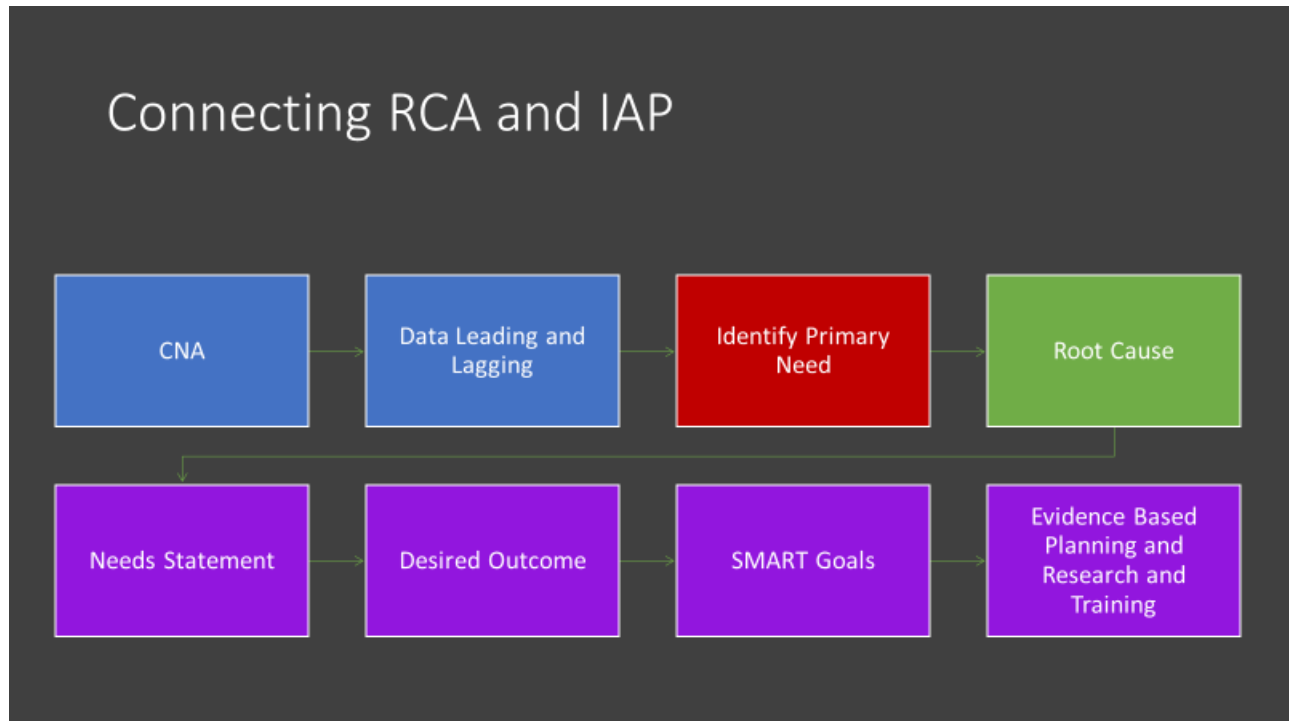 Connecting RCA and IAP
CNA
Data Leading and
Lagging
Identify Primary
Need
Root Cause
Needs Statement
Desired Outcome
SMART Goals
Evidence Based
Planning and
Research and
Training